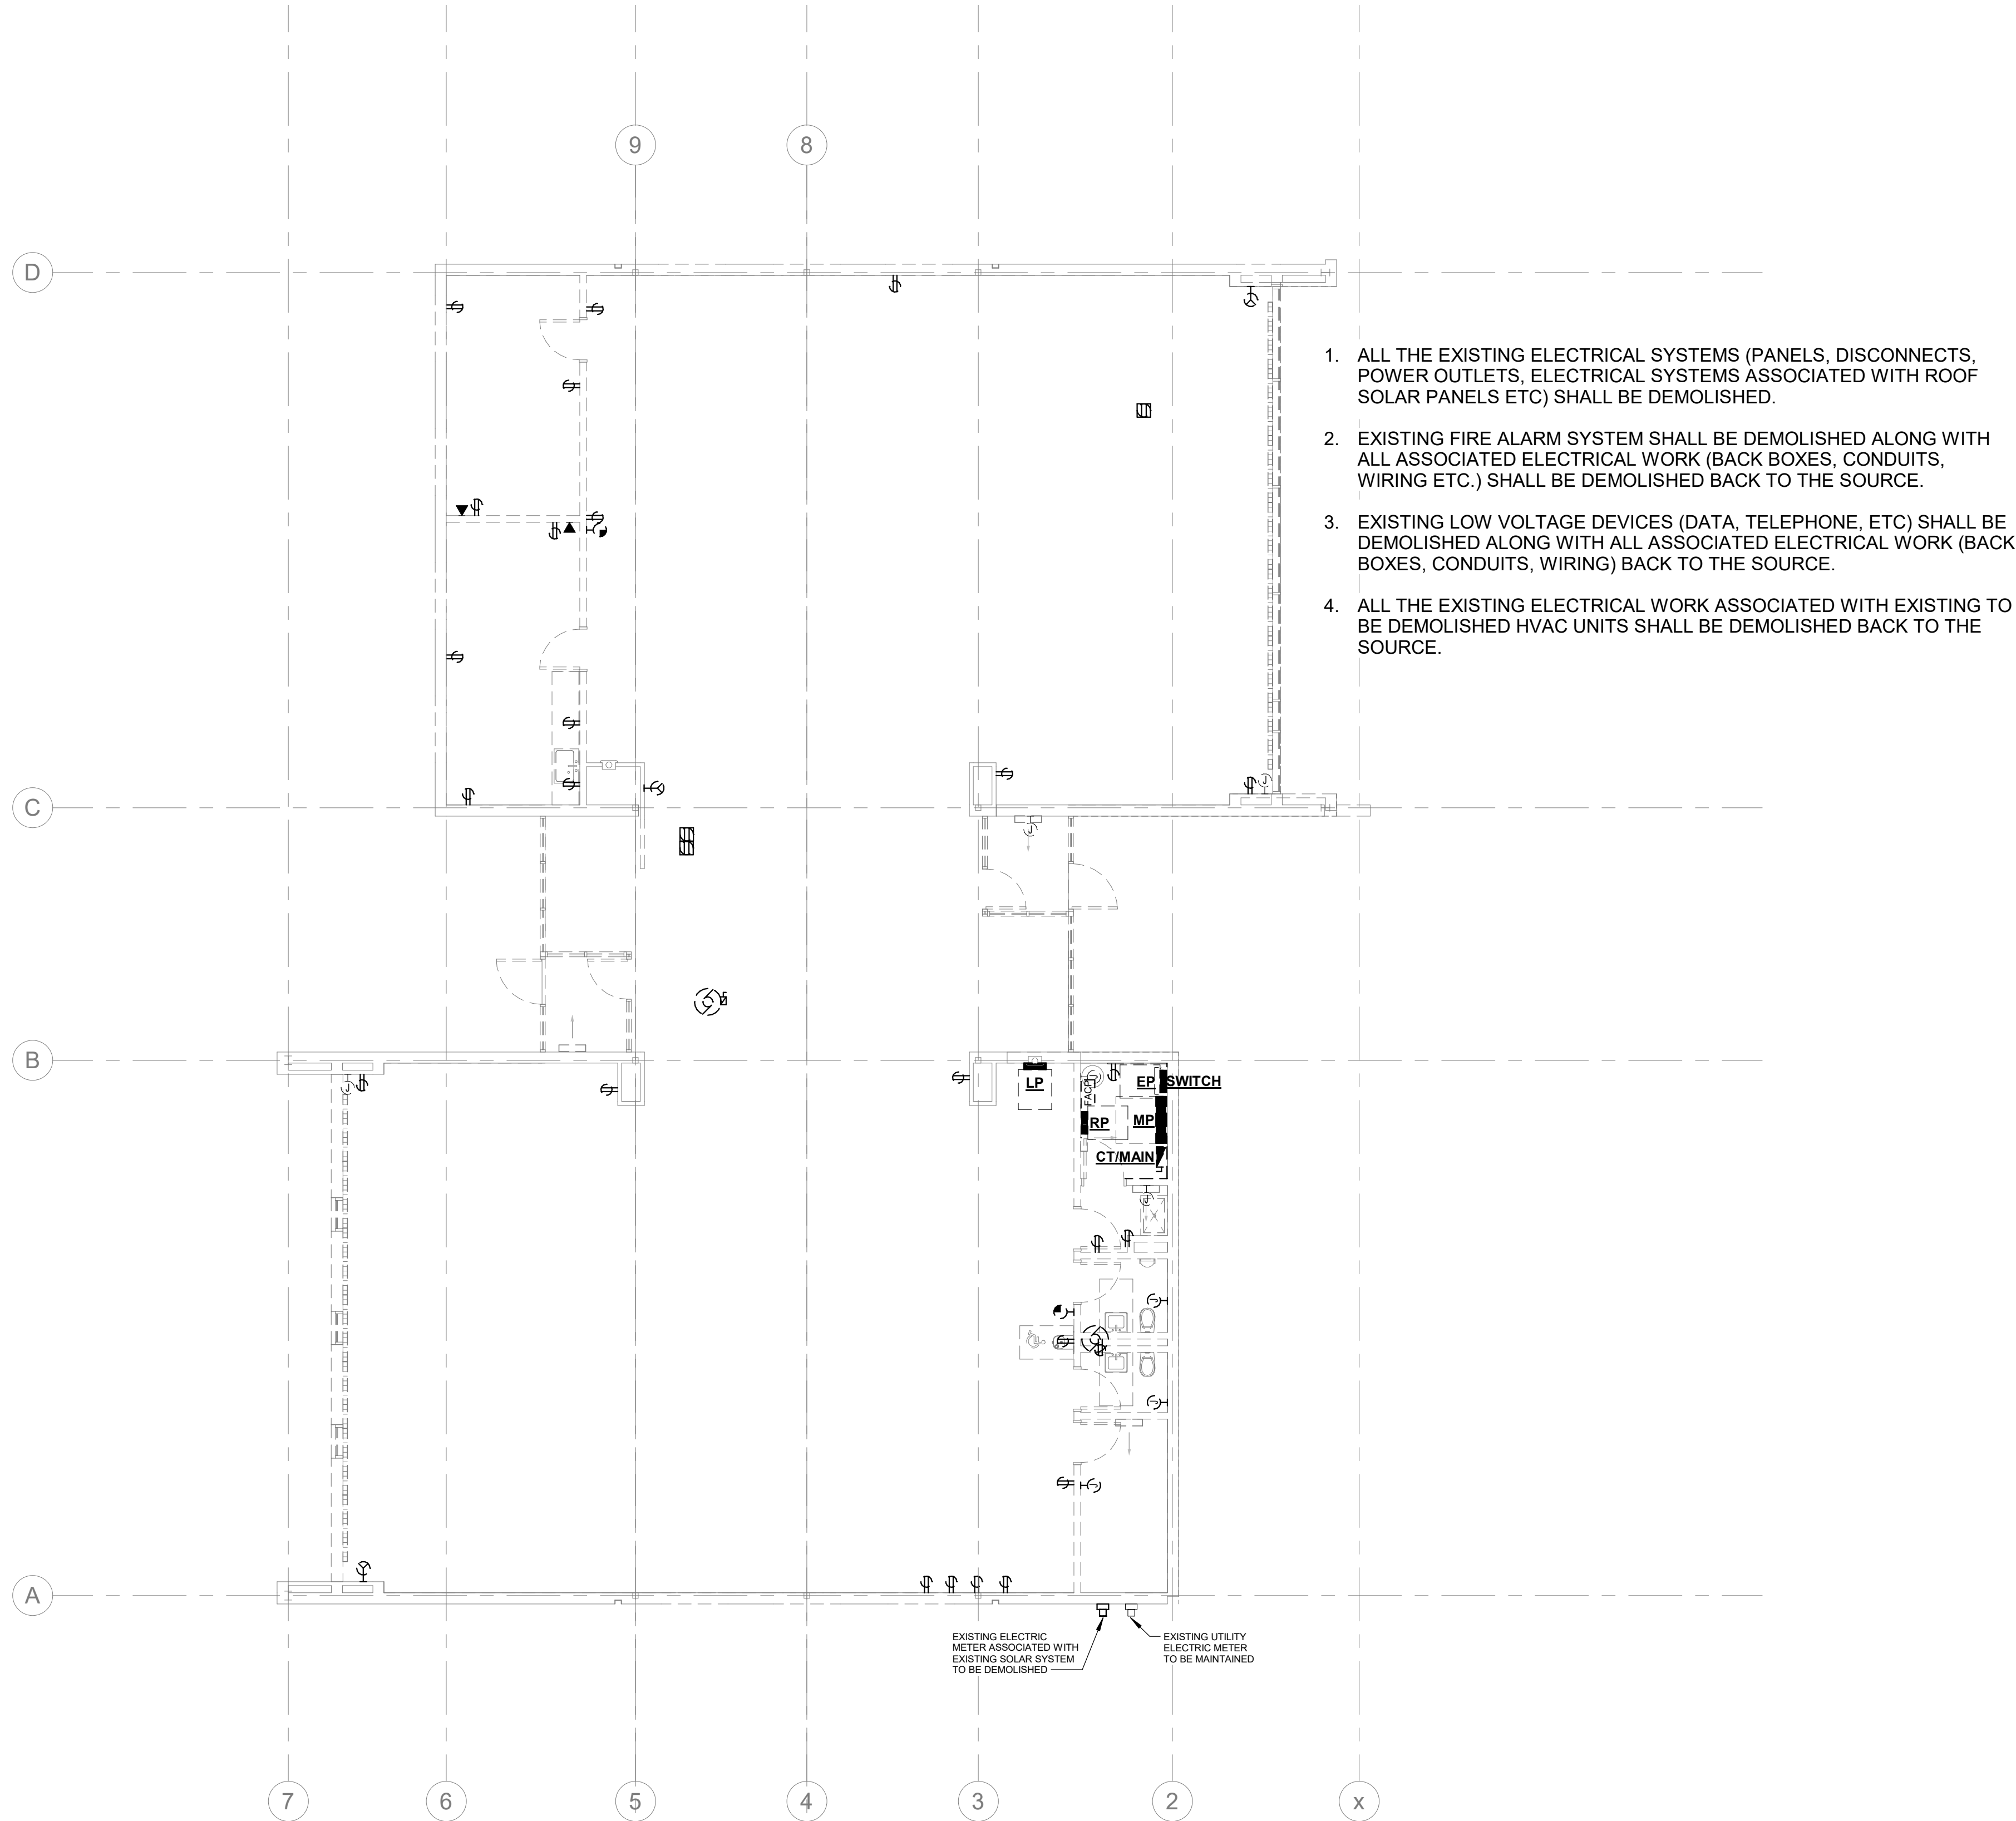 9
8
D
1. ALL THE EXISTING ELECTRICAL SYSTEMS (PANELS, DISCONNECTS,
POWER OUTLETS, ELECTRICAL SYSTEMS ASSOCIATED WITH ROOF
SOLAR PANELS ETC) SHALL BE DEMOLISHED.
2. EXISTING FIRE ALARM SYSTEM SHALL BE DEMOLISHED ALONG WITH
ALL ASSOCIATED ELECTRICAL WORK (BACK BOXES, CONDUITS,
WIRING ETC.) SHALL BE DEMOLISHED BACK TO THE SOURCE.
3. EXISTING LOW VOLTAGE DEVICES (DATA, TELEPHONE, ETC) SHALL BE
DEMOLISHED ALONG WITH ALL ASSOCIATED ELECTRICAL WORK (BACK
BOXES, CONDUITS, WIRING) BACK TO THE SOURCE.
4. ALL THE EXISTING ELECTRICAL WORK ASSOCIATED WITH EXISTING TO
BE DEMOLISHED HVAC UNITS SHALL BE DEMOLISHED BACK TO THE
SOURCE.
C
J
J
B
J
LP
FACP
EP
SWITCH
RP
MP
CT/MAIN
J
J
J
J
A
EXISTING ELECTRIC
METER ASSOCIATED WITH
EXISTING SOLAR SYSTEM
TO BE DEMOLISHED
EXISTING UTILITY
ELECTRIC METER
TO BE MAINTAINED
7
6
5
4
3
2
x